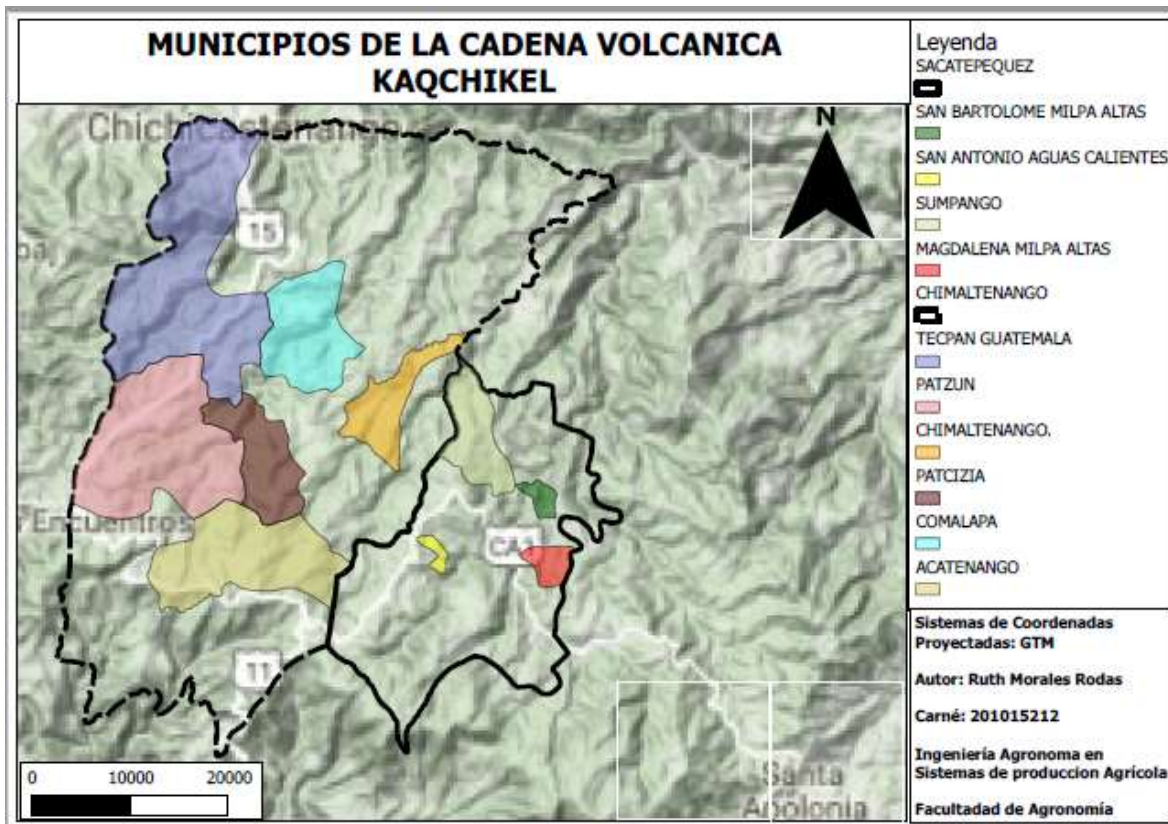 MUNICIPIOS DE LA CADENA VOLCANICA
KAQCHIKEL
Chichicastenango
N
15
Encuentros
CA1
11
0 10000 20000
Santa
Apolonia
Leyenda
SACATEPEQUEZ
SAN BARTOLOME MILPA ALTAS
SAN ANTONIO AGUAS CALIENTES
SUMPANGO
MAGDALENA MILPA ALTAS
CHIMALTENANGO
TECPAN GUATEMALA
PATZUN
CHIMALTENANGO.
PATCIZIA
COMALAPA
ACATENANGO
Sistemas de Coordenadas
Proyectadas: GTM
Autor: Ruth Morales Rodas
Carné: 201015212
Ingeniería Agronoma en
Sistemas de produccion Agrícola
Facultadad de Agronomía